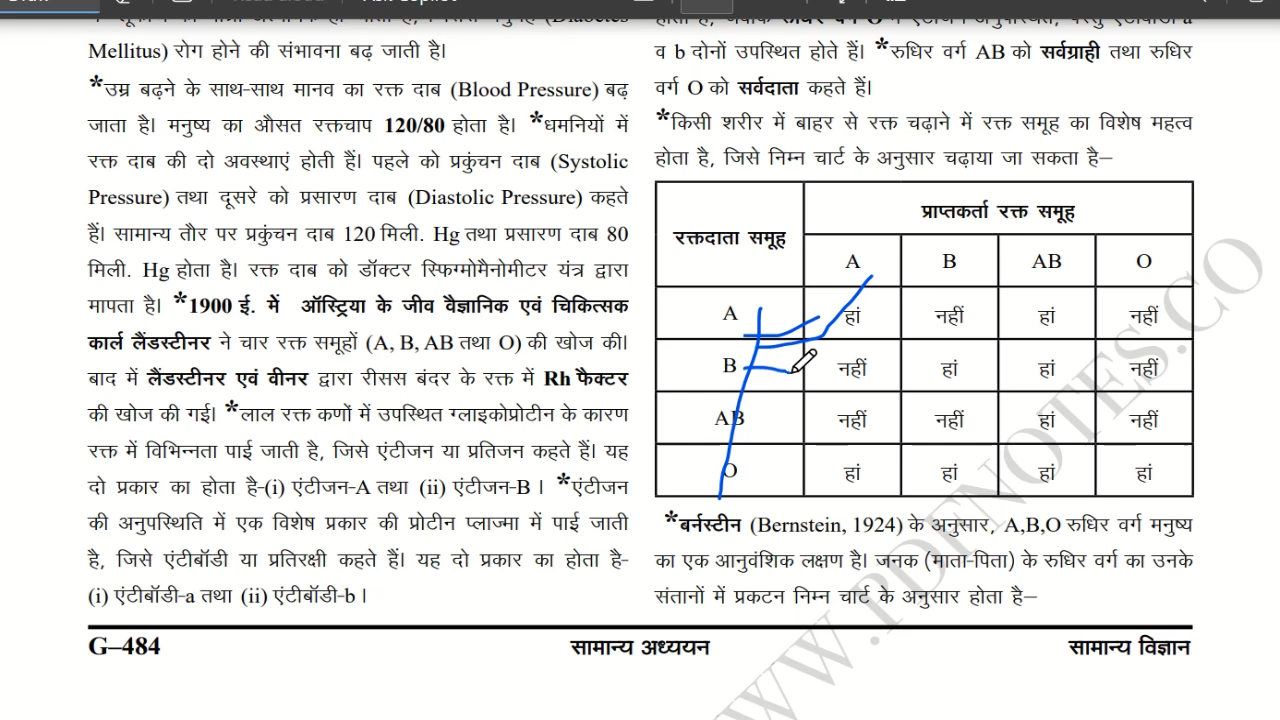 Mellitus) रोग होने की संभावना बढ़ जाती है।
*उम्र बढ़ने के साथ-साथ मानव का रक्त दाब (Blood Pressure) बढ़
जाता है। मनुष्य का औसत रक्तचाप 120/80 होता है। *धमनियों में
रक्त दाब की दो अवस्थाएं होती हैं। पहले को प्रकुंचन दाब (Systolic
Pressure) तथा दूसरे को प्रसारण दाब (Diastolic Pressure) कहते
हैं। सामान्य तौर पर प्रकुंचन दाब 120 मिली. Hg तथा प्रसारण दाब 80
मिली. Hg होता है। रक्त दाब को डॉक्टर स्फिग्मोमैनोमीटर यंत्र द्वारा
मापता है। *1900 ई. में ऑस्ट्रिया के जीव वैज्ञानिक एवं चिकित्सक
कार्ल लैंडस्टीनर ने चार रक्त समूहों (A, B, AB तथा O) की खोज की।
बाद में लैंडस्टीनर एवं वीनर द्वारा रीसस बंदर के रक्त में Rh फैक्टर
की खोज की गई। *लाल रक्त कणों में उपस्थित ग्लाइकोप्रोटीन के कारण
रक्त में विभिन्नता पाई जाती है, जिसे एंटीजन या प्रतिजन कहते हैं। यह
दो प्रकार का होता है-(i) एंटीजन-A तथा (ii) एंटीजन-B। *एंटीजन
की अनुपस्थिति में एक विशेष प्रकार की प्रोटीन प्लाज्मा में पाई जाती
है, जिसे एंटीबॉडी या प्रतिरक्षी कहते हैं। यह दो प्रकार का होता है-
(i) एंटीबॉडी-a तथा (ii) एंटीबॉडी-b।
व b दोनों उपस्थित होते हैं। *रुधिर वर्ग AB को सर्वग्राही तथा रुधिर
वर्ग O को सर्वदाता कहते हैं।
*किसी शरीर में बाहर से रक्त चढ़ाने में रक्त समूह का विशेष महत्व
होता है, जिसे निम्न चार्ट के अनुसार चढ़ाया जा सकता है–
रक्तदाता समूह प्राप्तकर्ता रक्त समूह
A B AB O
A हां नहीं हां नहीं
B नहीं हां हां नहीं
AB नहीं नहीं हां नहीं
O हां हां हां हां
*बर्नस्टीन (Bernstein, 1924) के अनुसार, A,B,O रुधिर वर्ग मनुष्य
का एक आनुवंशिक लक्षण है। जनक (माता-पिता) के रुधिर वर्ग का उनके
संतानों में प्रकटन निम्न चार्ट के अनुसार होता है–
G–484 सामान्य अध्ययन सामान्य विज्ञान
WWW.PDFNOTES.CO